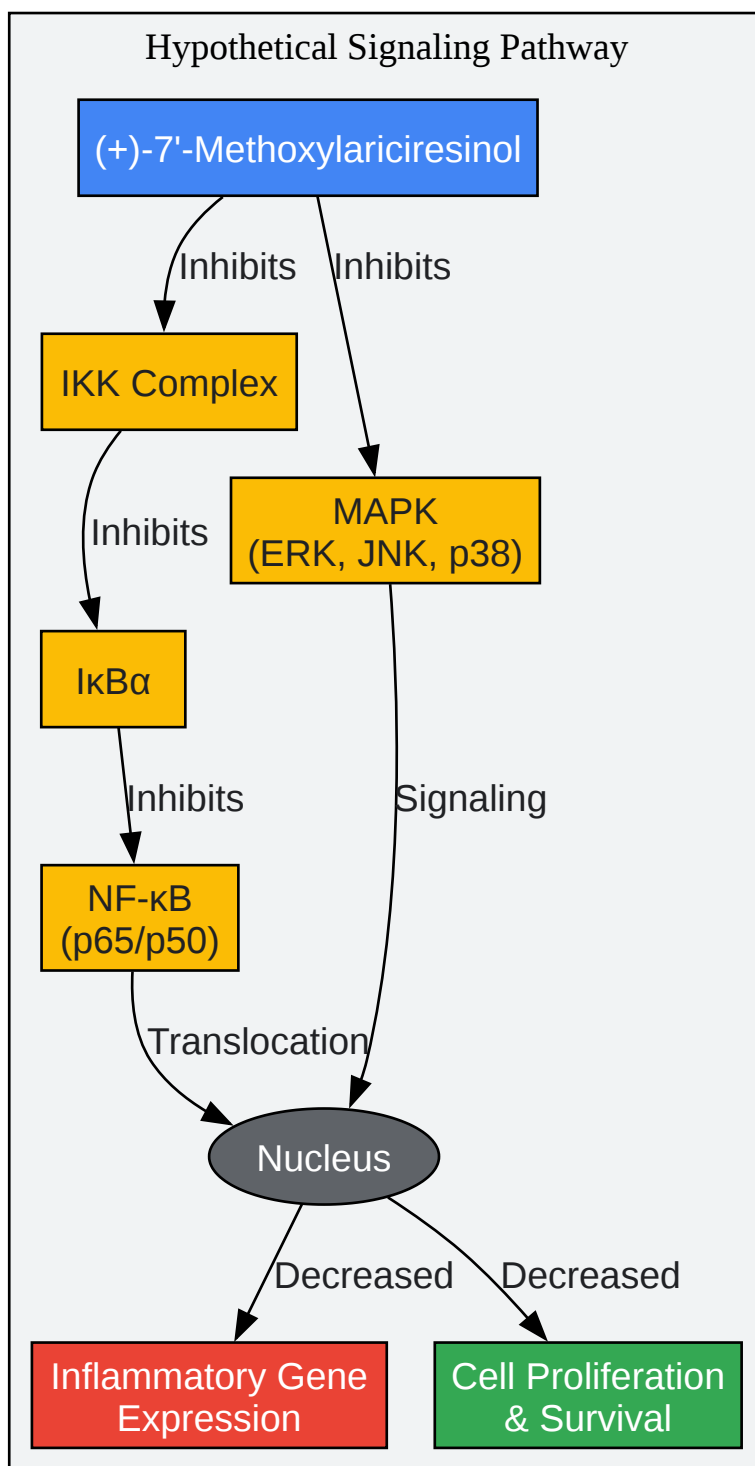 Hypothetical Signaling Pathway
(+)-7'-Methoxylariciresinol
Inhibits
Inhibits
IKK Complex
MAPK
(ERK, JNK, p38)
Inhibits
IκBα
Inhibits
Signaling
NF-κB
(p65/p50)
Translocation
Nucleus
Decreased
Decreased
Inflammatory Gene
Expression
Cell Proliferation
& Survival